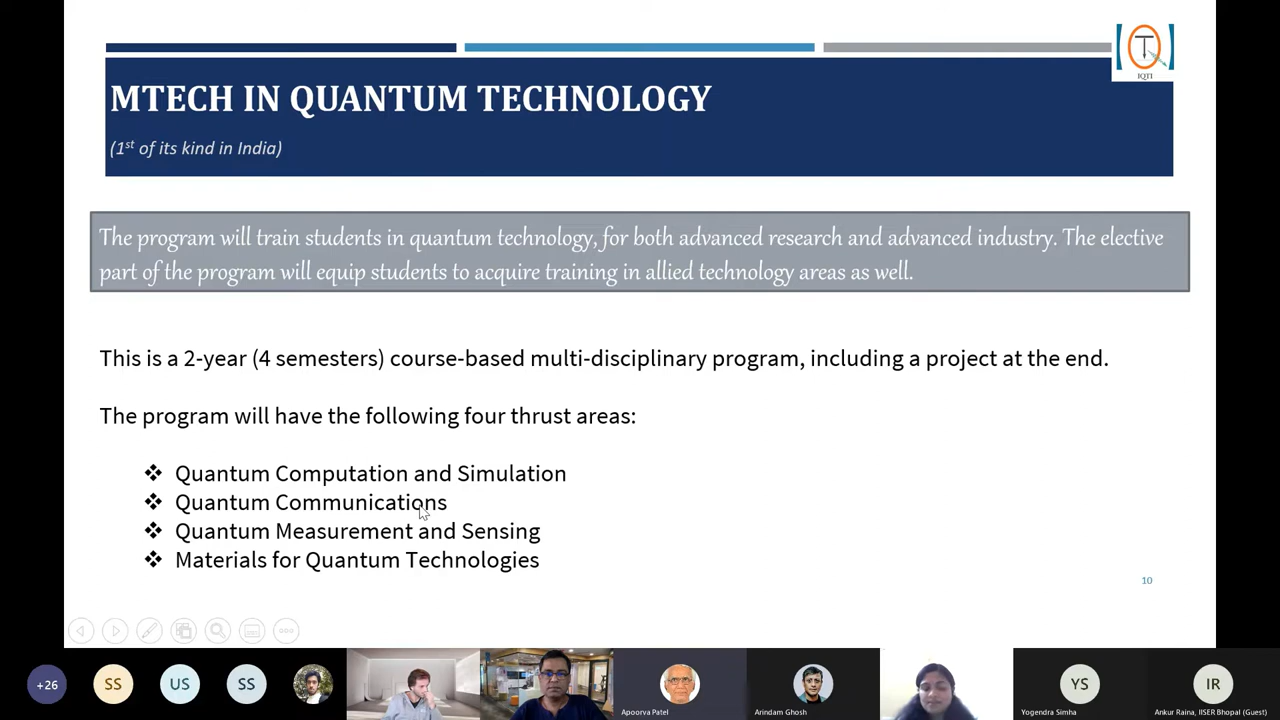 IQTI
MTECH IN QUANTUM TECHNOLOGY
(1st of its kind in India)
The program will train students in quantum technology, for both advanced research and advanced industry. The elective
part of the program will equip students to acquire training in allied technology areas as well.
This is a 2-year (4 semesters) course-based multi-disciplinary program, including a project at the end.
The program will have the following four thrust areas:
❖ Quantum Computation and Simulation
❖ Quantum Communications
❖ Quantum Measurement and Sensing
❖ Materials for Quantum Technologies
10
+26 SS US SS YS IR
Apoorva Patel Arindam Ghosh Yogendra Simha Ankur Raina, IISER Bhopal (Guest)